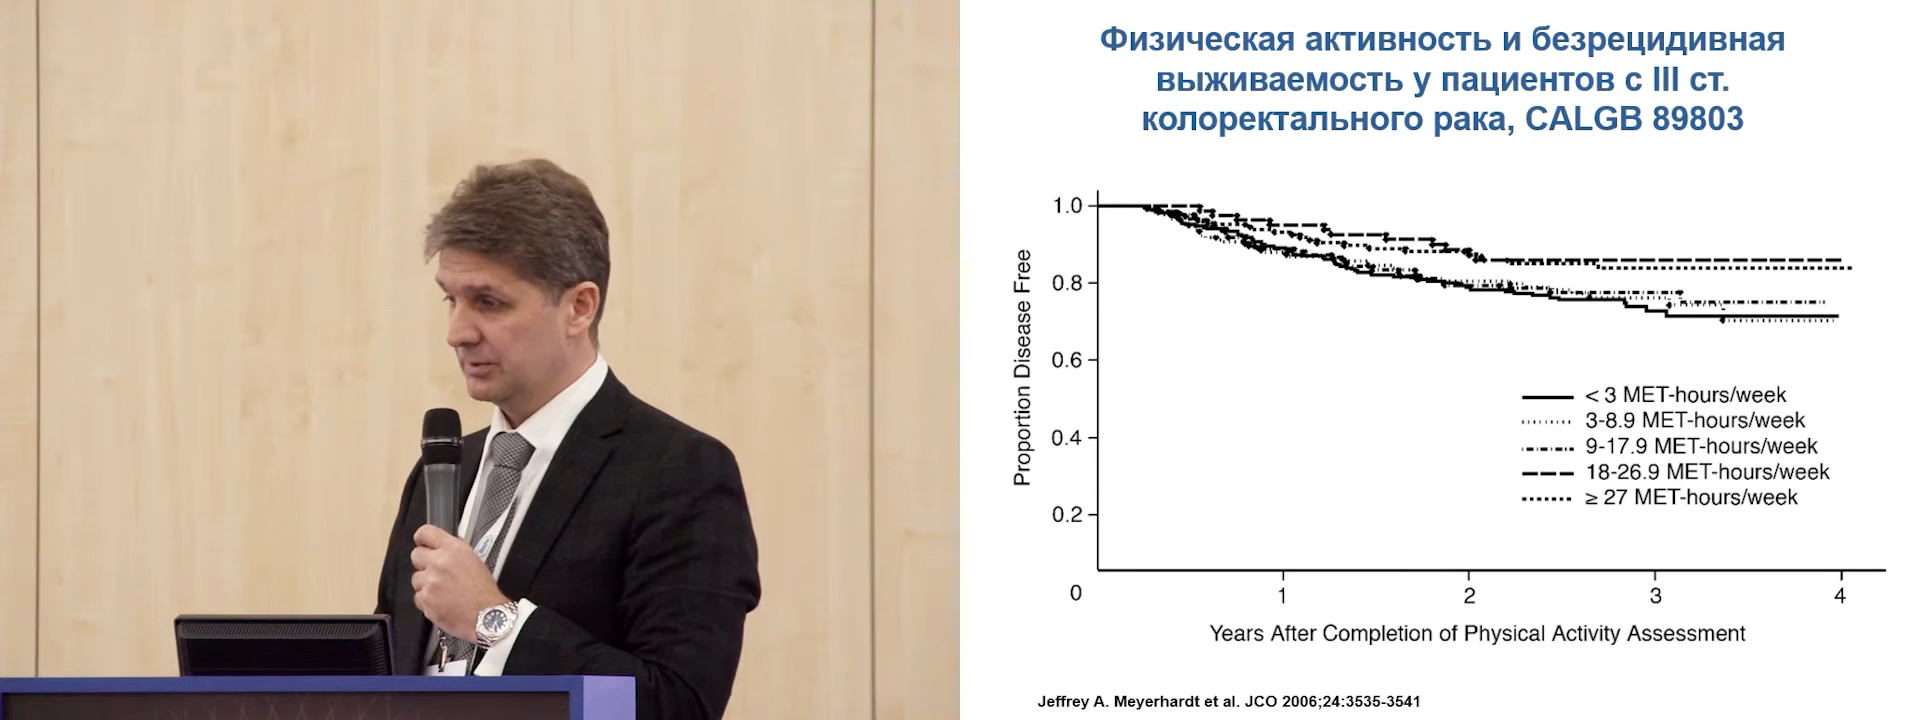 Физическая активность и безрецидивная
выживаемость у пациентов с III ст.
колоректального рака, CALGB 89803
1.0
0.8
0.6
0.4
0.2
0
Proportion Disease Free
< 3 MET-hours/week
3-8.9 MET-hours/week
9-17.9 MET-hours/week
18-26.9 MET-hours/week
≥ 27 MET-hours/week
1 2 3 4
Years After Completion of Physical Activity Assessment
Jeffrey A. Meyerhardt et al. JCO 2006;24:3535-3541